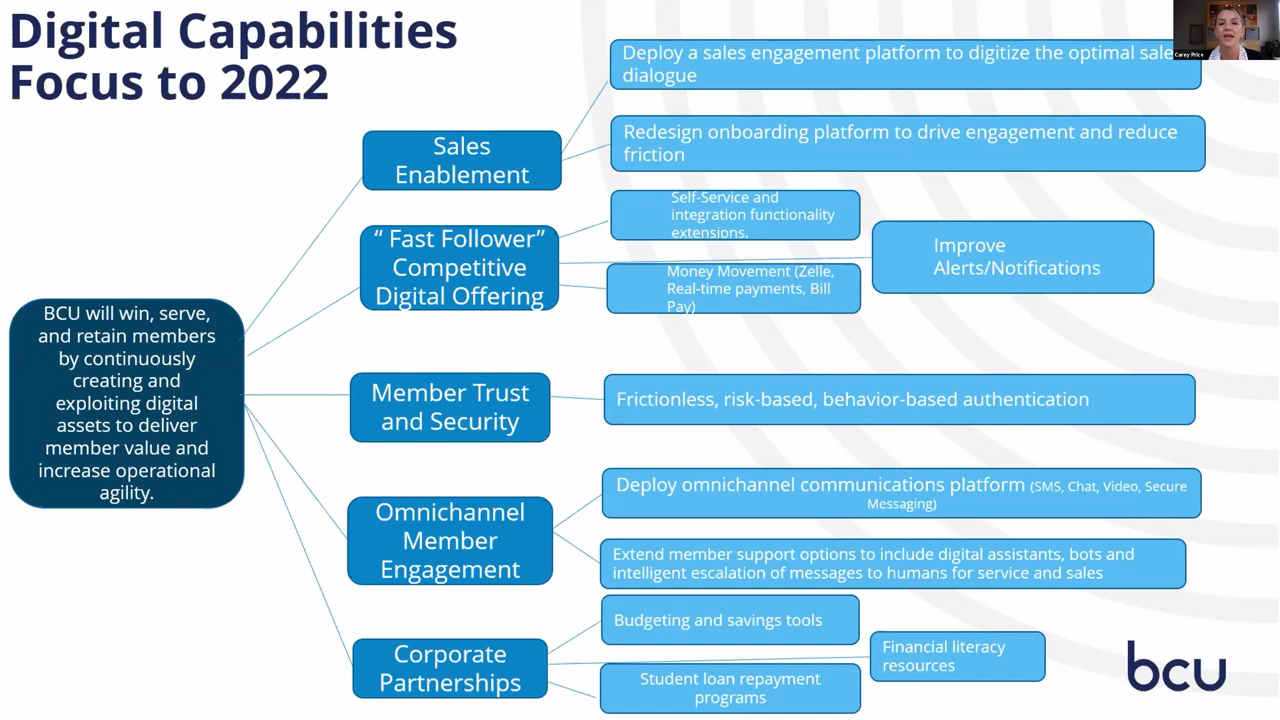 Digital Capabilities
Focus to 2022
Carey Price
BCU will win, serve,
and retain members
by continuously
creating and
exploiting digital
assets to deliver
member value and
increase operational
agility.
Sales
Enablement
Deploy a sales engagement platform to digitize the optimal sale
dialogue
Redesign onboarding platform to drive engagement and reduce
friction
“ Fast Follower”
Competitive
Digital Offering
Self-Service and
integration functionality
extensions.
Money Movement (Zelle,
Real-time payments, Bill
Pay)
Improve
Alerts/Notifications
Member Trust
and Security
Frictionless, risk-based, behavior-based authentication
Omnichannel
Member
Engagement
Deploy omnichannel communications platform (SMS, Chat, Video, Secure
Messaging)
Extend member support options to include digital assistants, bots and
intelligent escalation of messages to humans for service and sales
Corporate
Partnerships
Budgeting and savings tools
Student loan repayment
programs
Financial literacy
resources
bcu